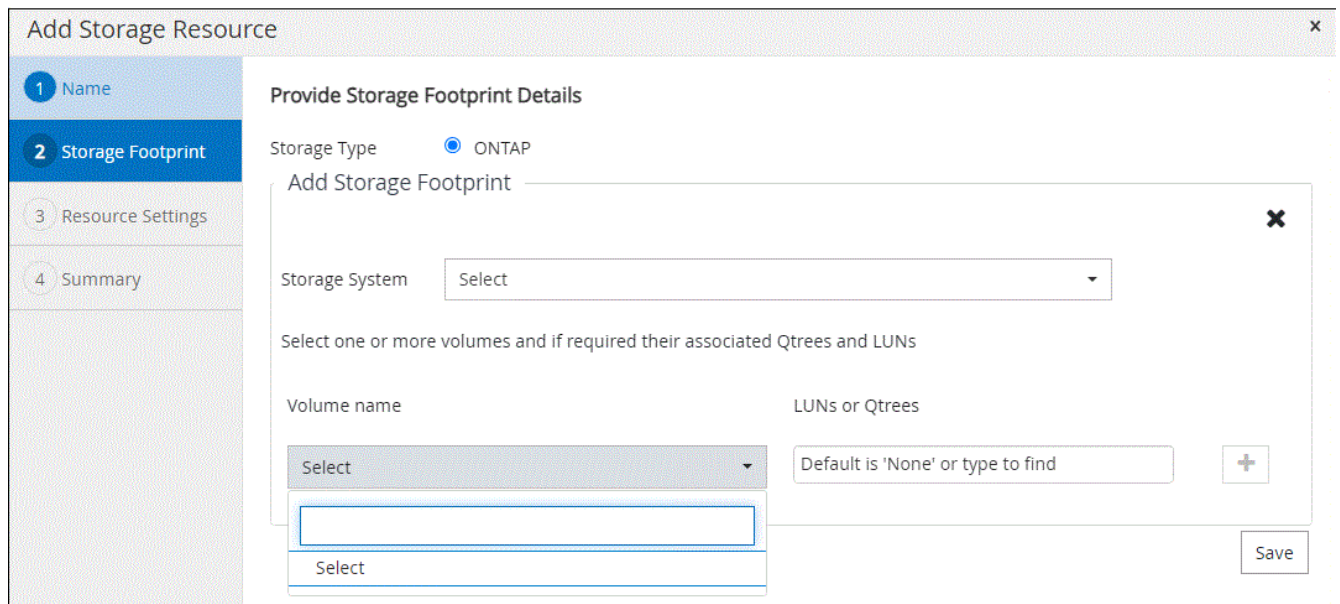 Add Storage Resource
x
1 Name
2 Storage Footprint
3 Resource Settings
4 Summary
Provide Storage Footprint Details
Storage Type ONTAP
Add Storage Footprint
Storage System Select
Select one or more volumes and if required their associated Qtrees and LUNs
Volume name LUNs or Qtrees
Select Default is 'None' or type to find
Select
Save